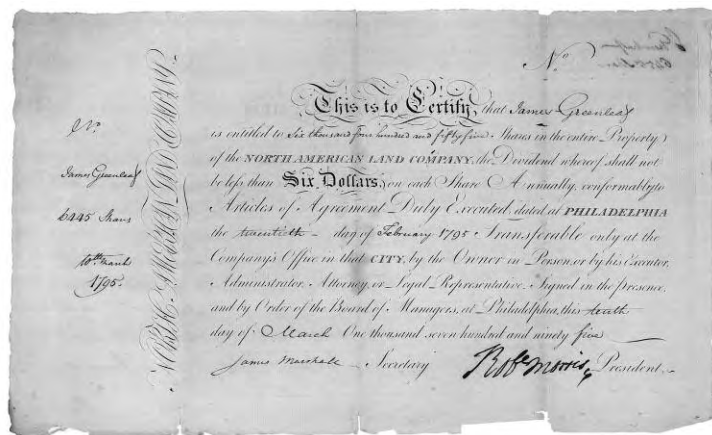 No.
This is to Certify, that James Greenleaf
is entitled to Six thousand four hundred and fifty five Shares in the entire Property
of the NORTH AMERICAN LAND COMPANY, the Dividend whereof shall not
be less than Six Dollars, on each Share Annually, conformably to
Articles of Agreement Duly Executed, dated at PHILADELPHIA
the twentieth day of February 1795 Transferable only at the
Company's Office in that CITY, by the Owner in Person, or by his Executor,
Administrator, Attorney, or Legal Representative. Signed in the presence,
and by Order of the Board of Managers, at Philadelphia, this tenth
day of March One thousand seven hundred and ninety five
James Marshall Secretary Robt. Morris President
No.
James Greenleaf
6445 Shares
10th March
1795.
NORTH AMERICAN LAND COMPANY